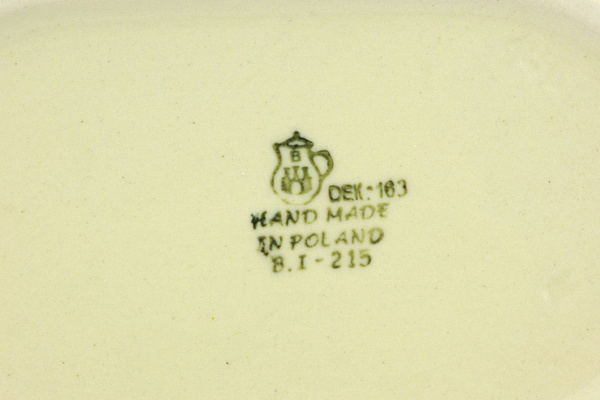 B
DEK:163
HAND MADE
IN POLAND
B.I-215